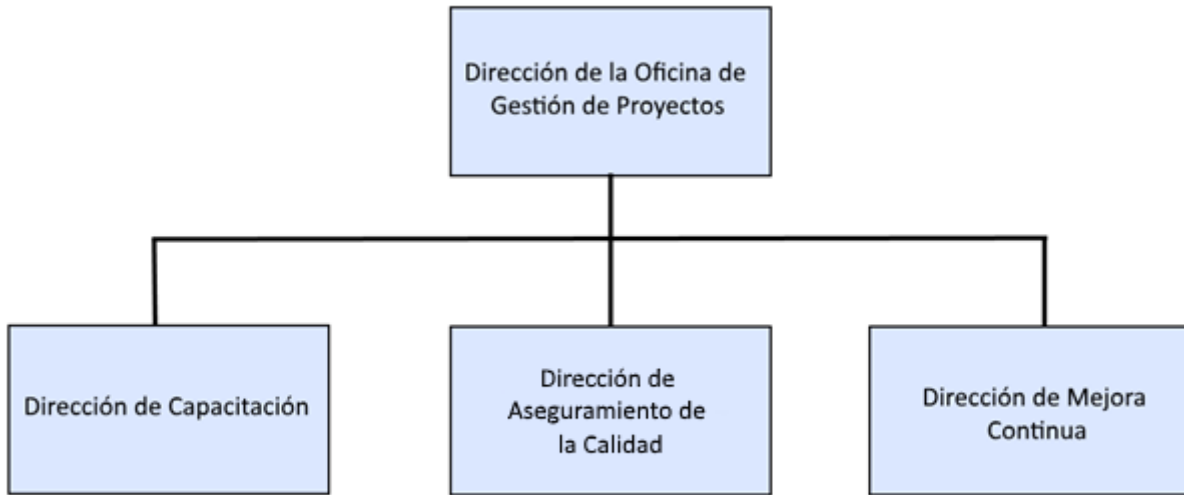 Dirección de la Oficina de
Gestión de Proyectos
Dirección de Capacitación
Dirección de
Aseguramiento de
la Calidad
Dirección de Mejora
Continua